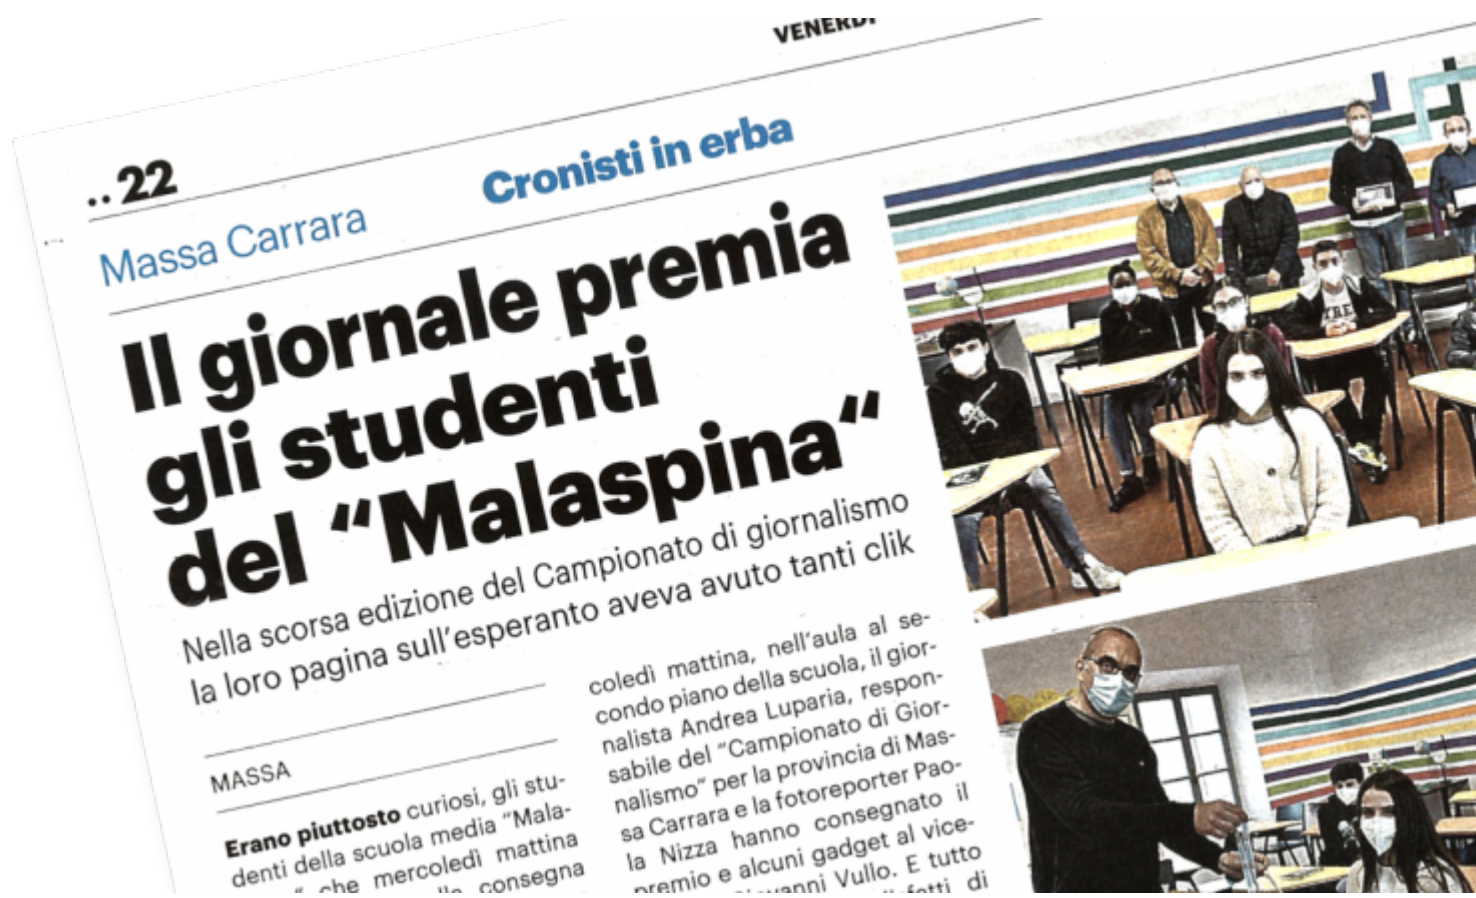 VENERDÌ
.. 22
Massa Carrara
Cronisti in erba
Il giornale premia
gli studenti
del “Malaspina“
Nella scorsa edizione del Campionato di giornalismo
la loro pagina sull'esperanto aveva avuto tanti clik
MASSA
Erano piuttosto curiosi, gli stu-
denti della scuola media “Mala-
” che mercoledì mattina
consegna
coledì mattina, nell'aula al se-
condo piano della scuola, il gior-
nalista Andrea Luparia, respon-
sabile del “Campionato di Gior-
nalismo” per la provincia di Mas-
sa Carrara e la fotoreporter Pao-
la Nizza hanno consegnato il
premio e alcuni gadget al vice-
Vullo. E tutto
di